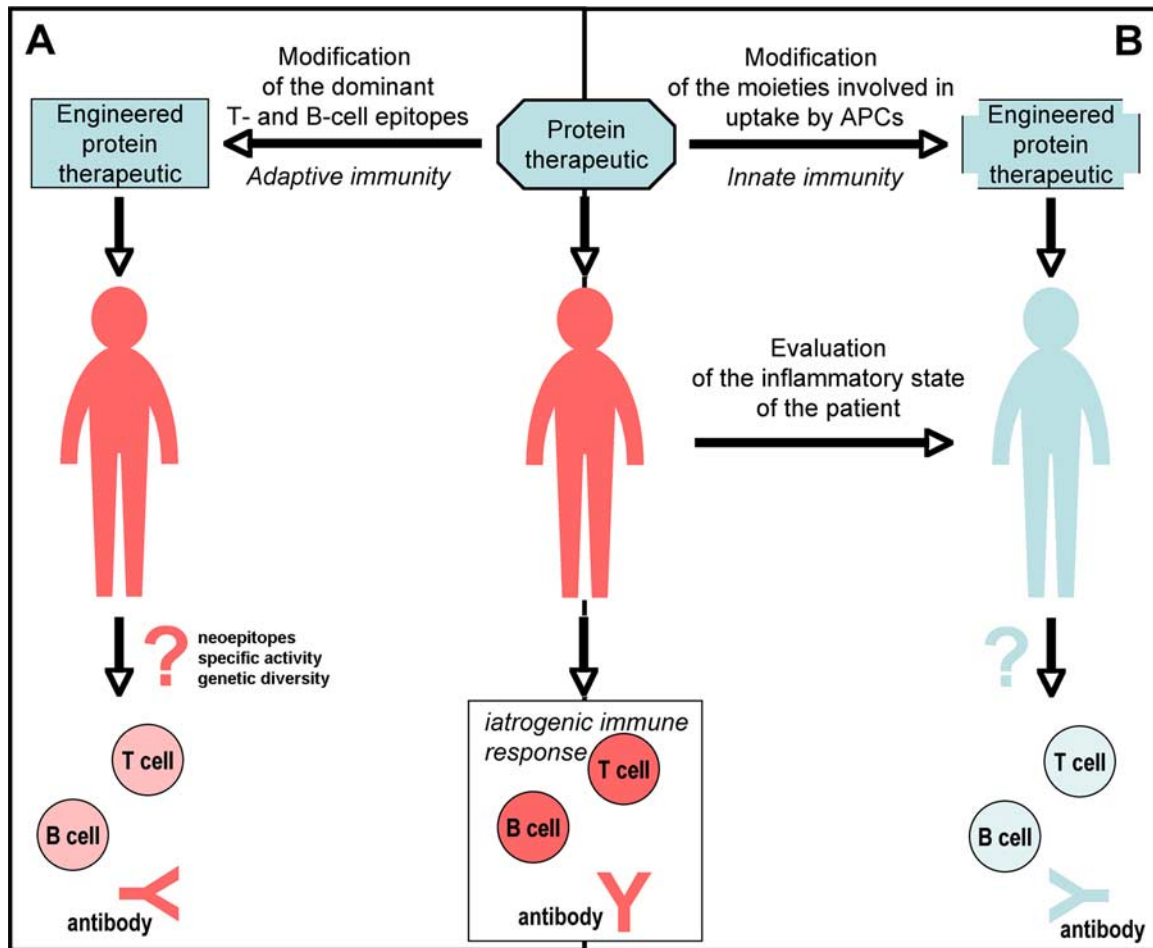 A
B
Modification
of the dominant
T- and B-cell epitopes
Adaptive immunity
Engineered
protein
therapeutic
Protein
therapeutic
Modification
of the moieties involved in
uptake by APCs
Innate immunity
Engineered
protein
therapeutic
Evaluation
of the inflammatory state
of the patient
?
neoepitopes
specific activity
genetic diversity
T cell
B cell
antibody
iatrogenic immune
response
T cell
B cell
antibody
?
T cell
B cell
antibody